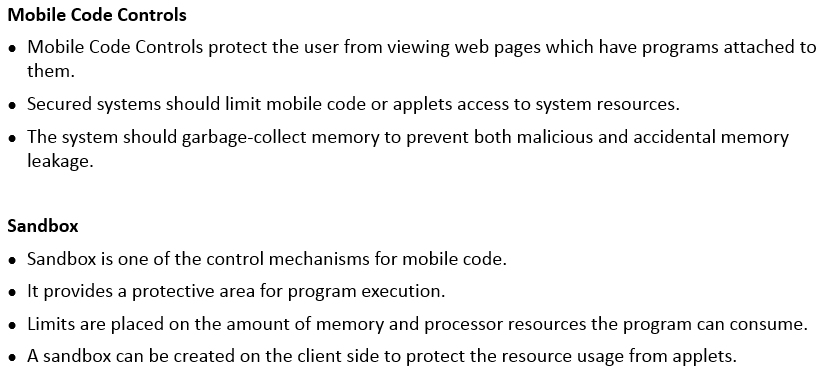 Mobile Code Controls
• Mobile Code Controls protect the user from viewing web pages which have programs attached to
them.
• Secured systems should limit mobile code or applets access to system resources.
• The system should garbage-collect memory to prevent both malicious and accidental memory
leakage.
Sandbox
• Sandbox is one of the control mechanisms for mobile code.
• It provides a protective area for program execution.
• Limits are placed on the amount of memory and processor resources the program can consume.
• A sandbox can be created on the client side to protect the resource usage from applets.